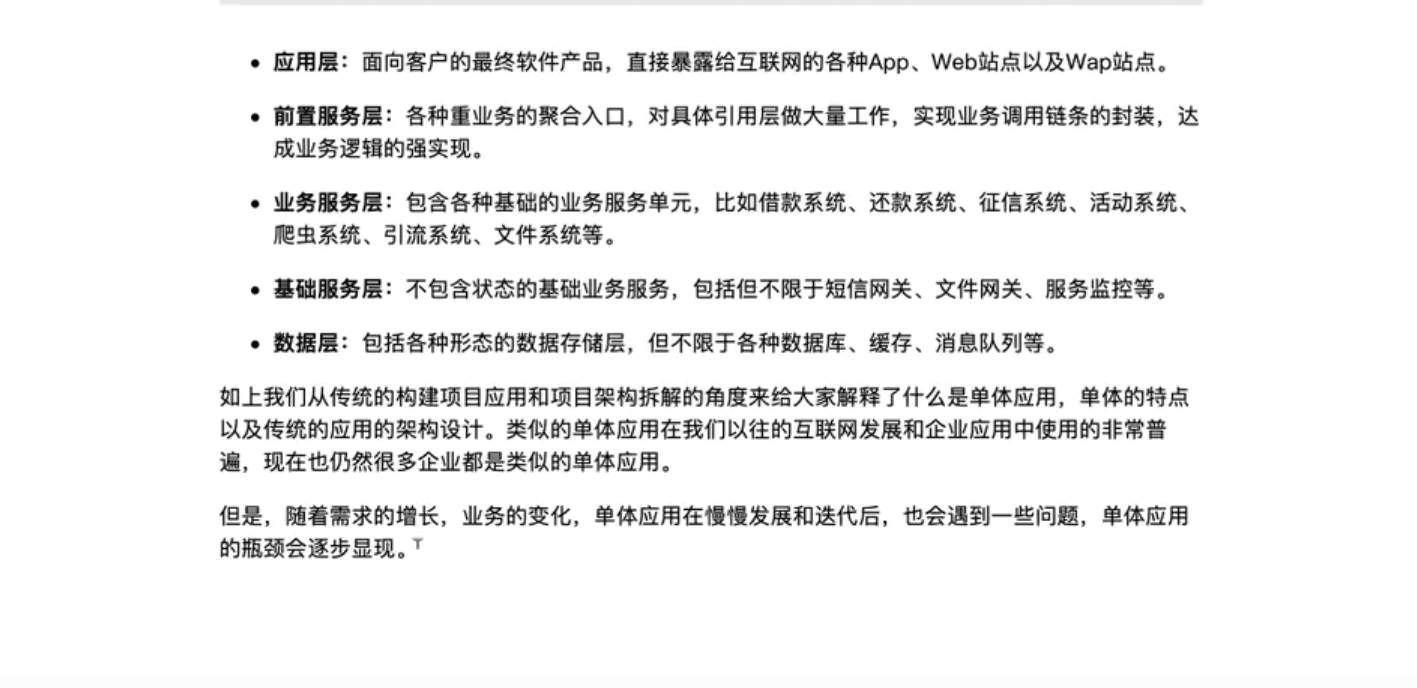 • 应用层：面向客户的最终软件产品，直接暴露给互联网的各种App、Web站点以及Wap站点。
• 前置服务层：各种重业务的聚合入口，对具体引用层做大量工作，实现业务调用链条的封装，达
成业务逻辑的强实现。
• 业务服务层：包含各种基础的业务服务单元，比如借款系统、还款系统、征信系统、活动系统、
爬虫系统、引流系统、文件系统等。
• 基础服务层：不包含状态的基础业务服务，包括但不限于短信网关、文件网关、服务监控等。
• 数据层：包括各种形态的数据存储层，但不限于各种数据库、缓存、消息队列等。
如上我们从传统的构建项目应用和项目架构拆解的角度来给大家解释了什么是单体应用，单体的特点
以及传统的应用的架构设计。类似的单体应用在我们以往的互联网发展和企业应用中使用的非常普
遍，现在也仍然很多企业都是类似的单体应用。
但是，随着需求的增长，业务的变化，单体应用在慢慢发展和迭代后，也会遇到一些问题，单体应用
的瓶颈会逐步显现。